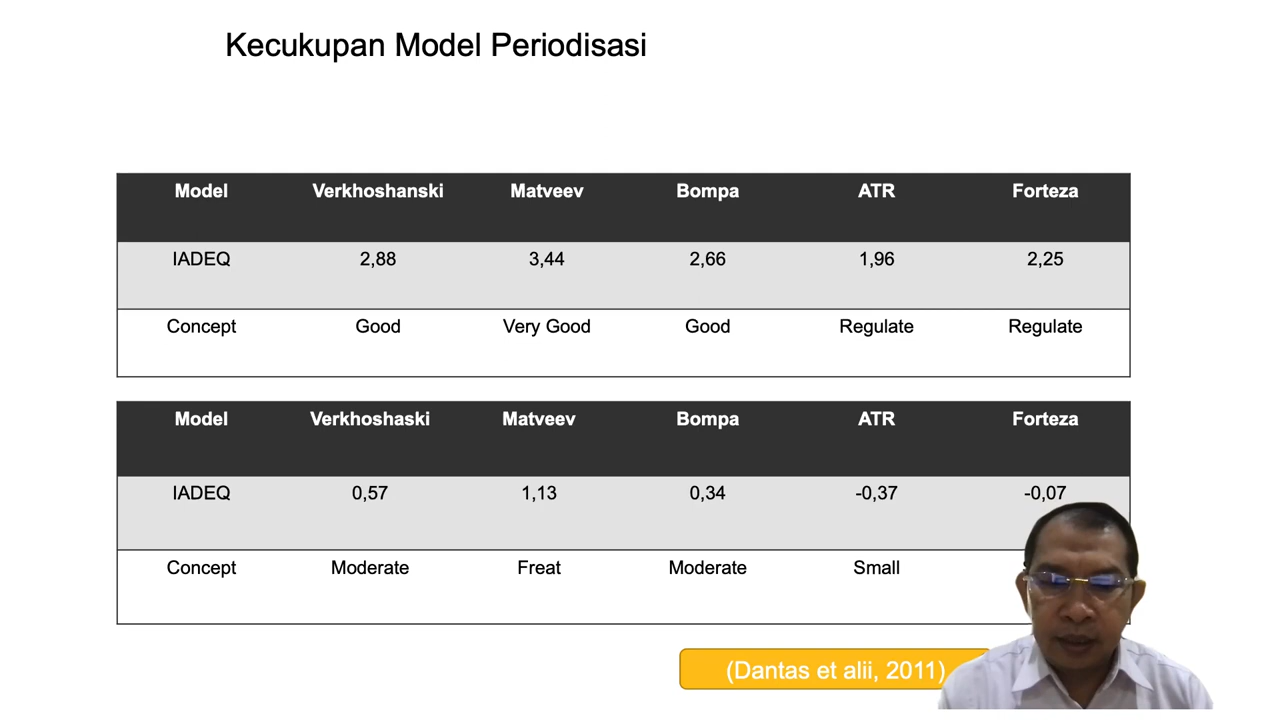 Kecukupan Model Periodisasi
Model Verkhoshanski Matveev Bompa ATR Forteza
IADEQ 2,88 3,44 2,66 1,96 2,25
Concept Good Very Good Good Regulate Regulate
Model Verkhoshaski Matveev Bompa ATR Forteza
IADEQ 0,57 1,13 0,34 -0,37 -0,07
Concept Moderate Freat Moderate Small
(Dantas et alii, 2011)